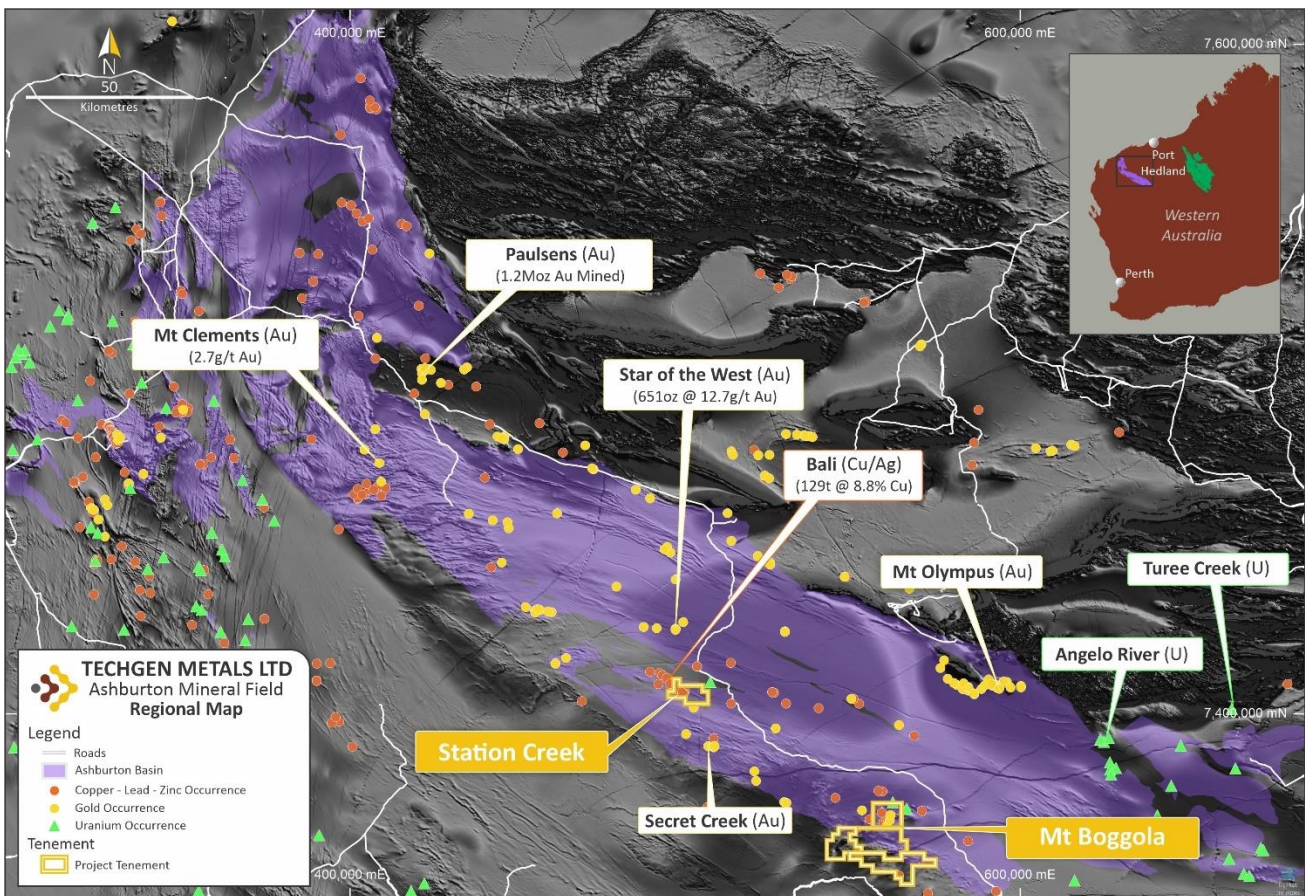 400,000 mE
600,000 mE
7,600,000 mN
N
50
Kilometres
Port
Hedland
Western
Australia
Perth
Paulsens (Au)
(1.2Moz Au Mined)
Mt Clements (Au)
(2.7g/t Au)
Star of the West (Au)
(651oz @ 12.7g/t Au)
Bali (Cu/Ag)
(129t @ 8.8% Cu)
Mt Olympus (Au)
Turee Creek (U)
Angelo River (U)
7,400,000 mN
Station Creek
Secret Creek (Au)
Mt Boggola
TECHGEN METALS LTD
Ashburton Mineral Field
Regional Map
Legend
Roads
Ashburton Basin
Copper - Lead - Zinc Occurrence
Gold Occurrence
Uranium Occurrence
Tenement
Project Tenement
400,000 mE
600,000 mE